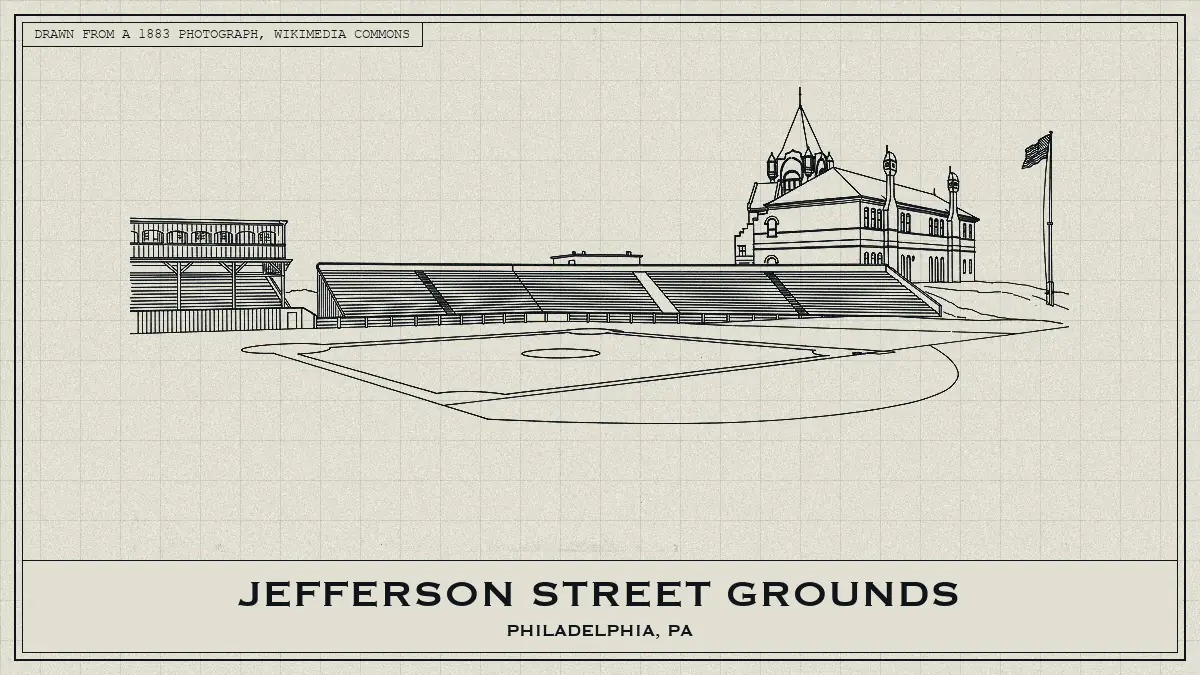 DRAWN FROM A 1883 PHOTOGRAPH, WIKIMEDIA COMMONS
JEFFERSON STREET GROUNDS
PHILADELPHIA, PA